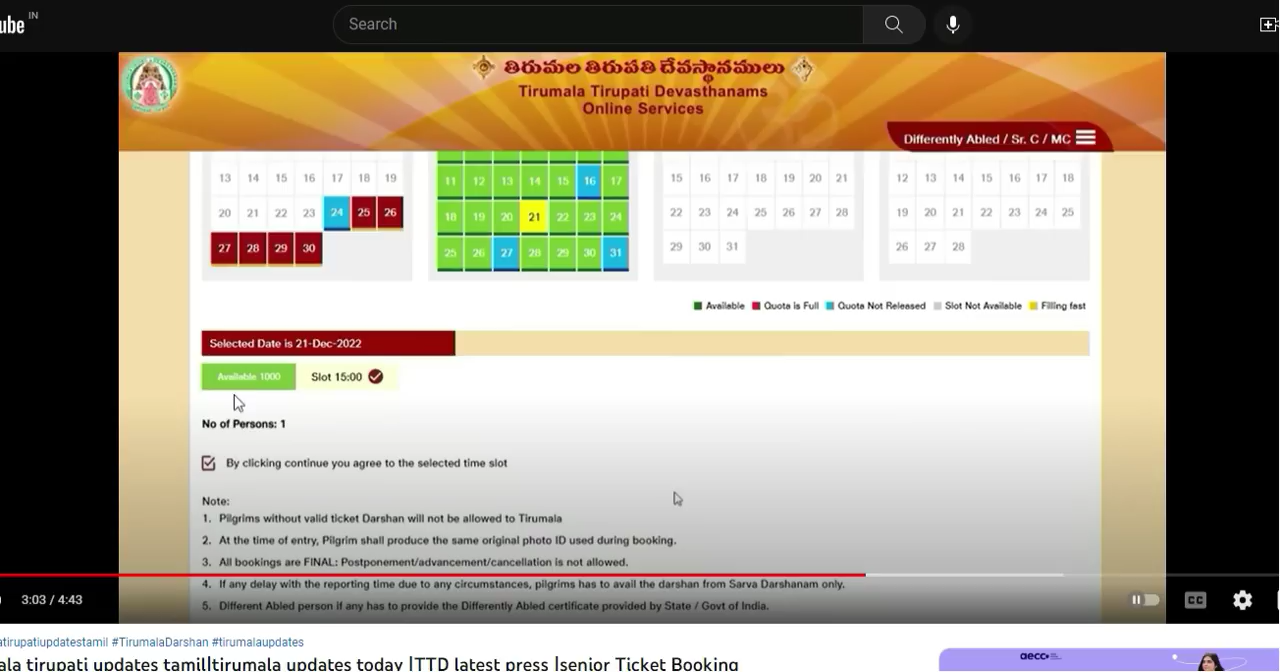 ube IN
Search
తిరుమల తిరుపతి దేవస్థానములు
Tirumala Tirupati Devasthanams
Online Services
Differently Abled / Sr. C / MC
13 14 15 16 17 18 19
20 21 22 23 24 25 26
27 28 29 30
11 12 13 14 15 16 17
18 19 20 21 22 23 24
25 26 27 28 29 30 31
15 16 17 18 19 20 21
22 23 24 25 26 27 28
29 30 31
12 13 14 15 16 17 18
19 20 21 22 23 24 25
26 27 28
Available Quota is Full Quota Not Released Slot Not Available Filling fast
Selected Date is 21-Dec-2022
Available 1000 Slot 15:00
No of Persons: 1
By clicking continue you agree to the selected time slot
Note:
1. Pilgrims without valid ticket Darshan will not be allowed to Tirumala
2. At the time of entry, Pilgrim shall produce the same original photo ID used during booking.
3. All bookings are FINAL: Postponement/advancement/cancellation is not allowed.
4. If any delay with the reporting time due to any circumstances, pilgrims has to avail the darshan from Sarva Darshanam only.
5. Different Abled person if any has to provide the Differently Abled certificate provided by State / Govt of India.
3:03 / 4:43 CC
atirupatiupdatestamil #TirumalaDarshan #tirumalaupdates
ala tirupati updates tamil|tirumala updates today |TTD latest press |senior Ticket Booking
aecc